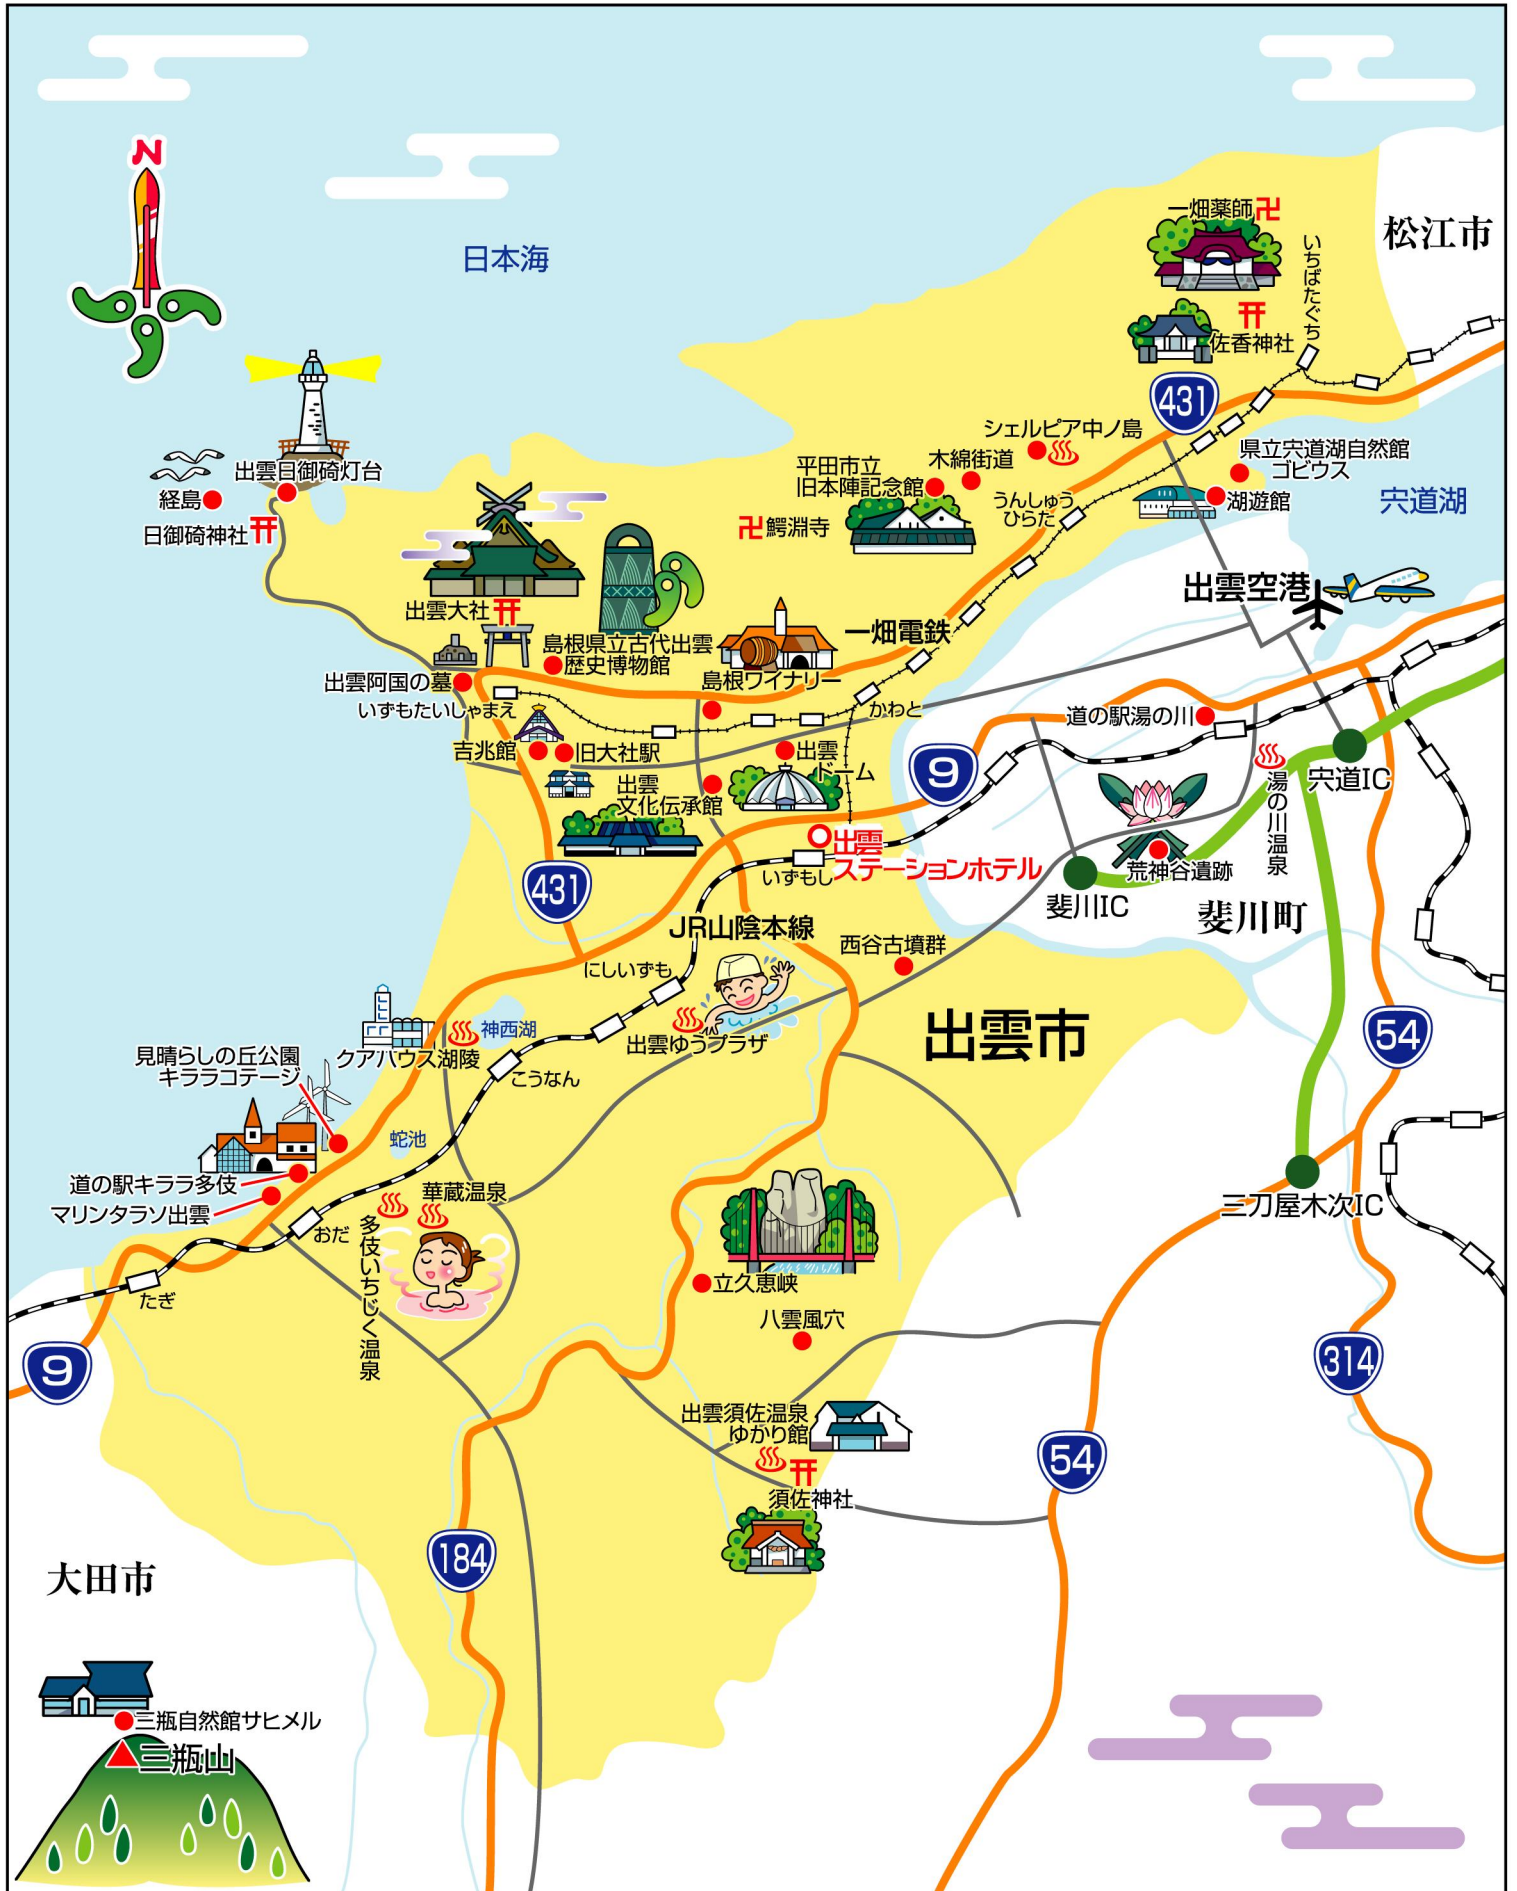 N
日本海
松江市
一畑薬師
いちばたぐち
佐香神社
431
シェルピア中ノ島
木綿街道
平田市立
旧本陣記念館
うんしゅう
ひらた
県立宍道湖自然館
ゴビウス
湖遊館
宍道湖
出雲日御碕灯台
経島
日御碕神社
鰐淵寺
出雲大社
島根県立古代出雲
歴史博物館
島根ワイナリー
一畑電鉄
出雲空港
出雲阿国の墓
いずもたいしゃまえ
かわと
道の駅湯の川
吉兆館
旧大社駅
出雲
ドーム
出雲
文化伝承館
9
湯の川温泉
宍道IC
出雲
ステーションホテル
いずもし
431
荒神谷遺跡
斐川IC
斐川町
JR山陰本線
西谷古墳群
にしいずも
出雲ゆうプラザ
出雲市
神西湖
クアハウス湖陵
こうなん
54
見晴らしの丘公園
キララコテージ
蛇池
道の駅キララ多伎
マリンタラソ出雲
華蔵温泉
おだ
多伎いちじく温泉
たぎ
三刀屋木次IC
立久恵峡
八雲風穴
9
314
出雲須佐温泉
ゆかり館
須佐神社
54
184
大田市
三瓶自然館サヒメル
三瓶山